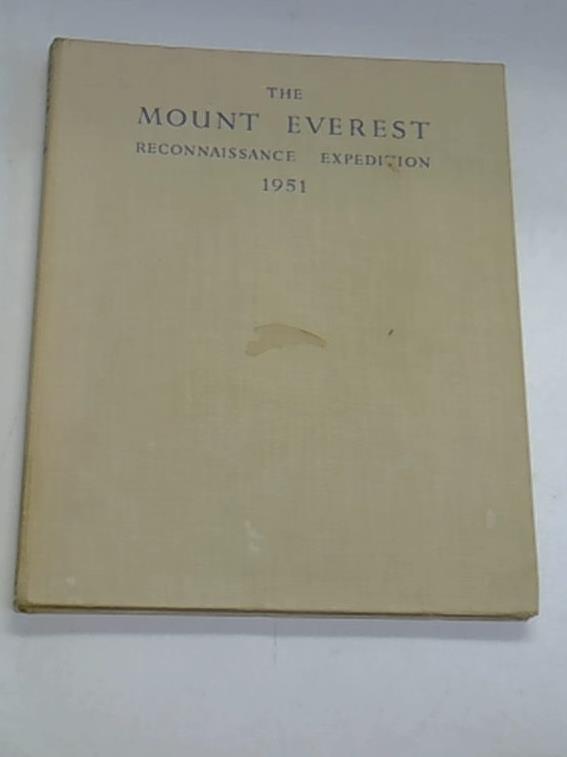 THE
MOUNT EVEREST
RECONNAISSANCE EXPEDITION
1951